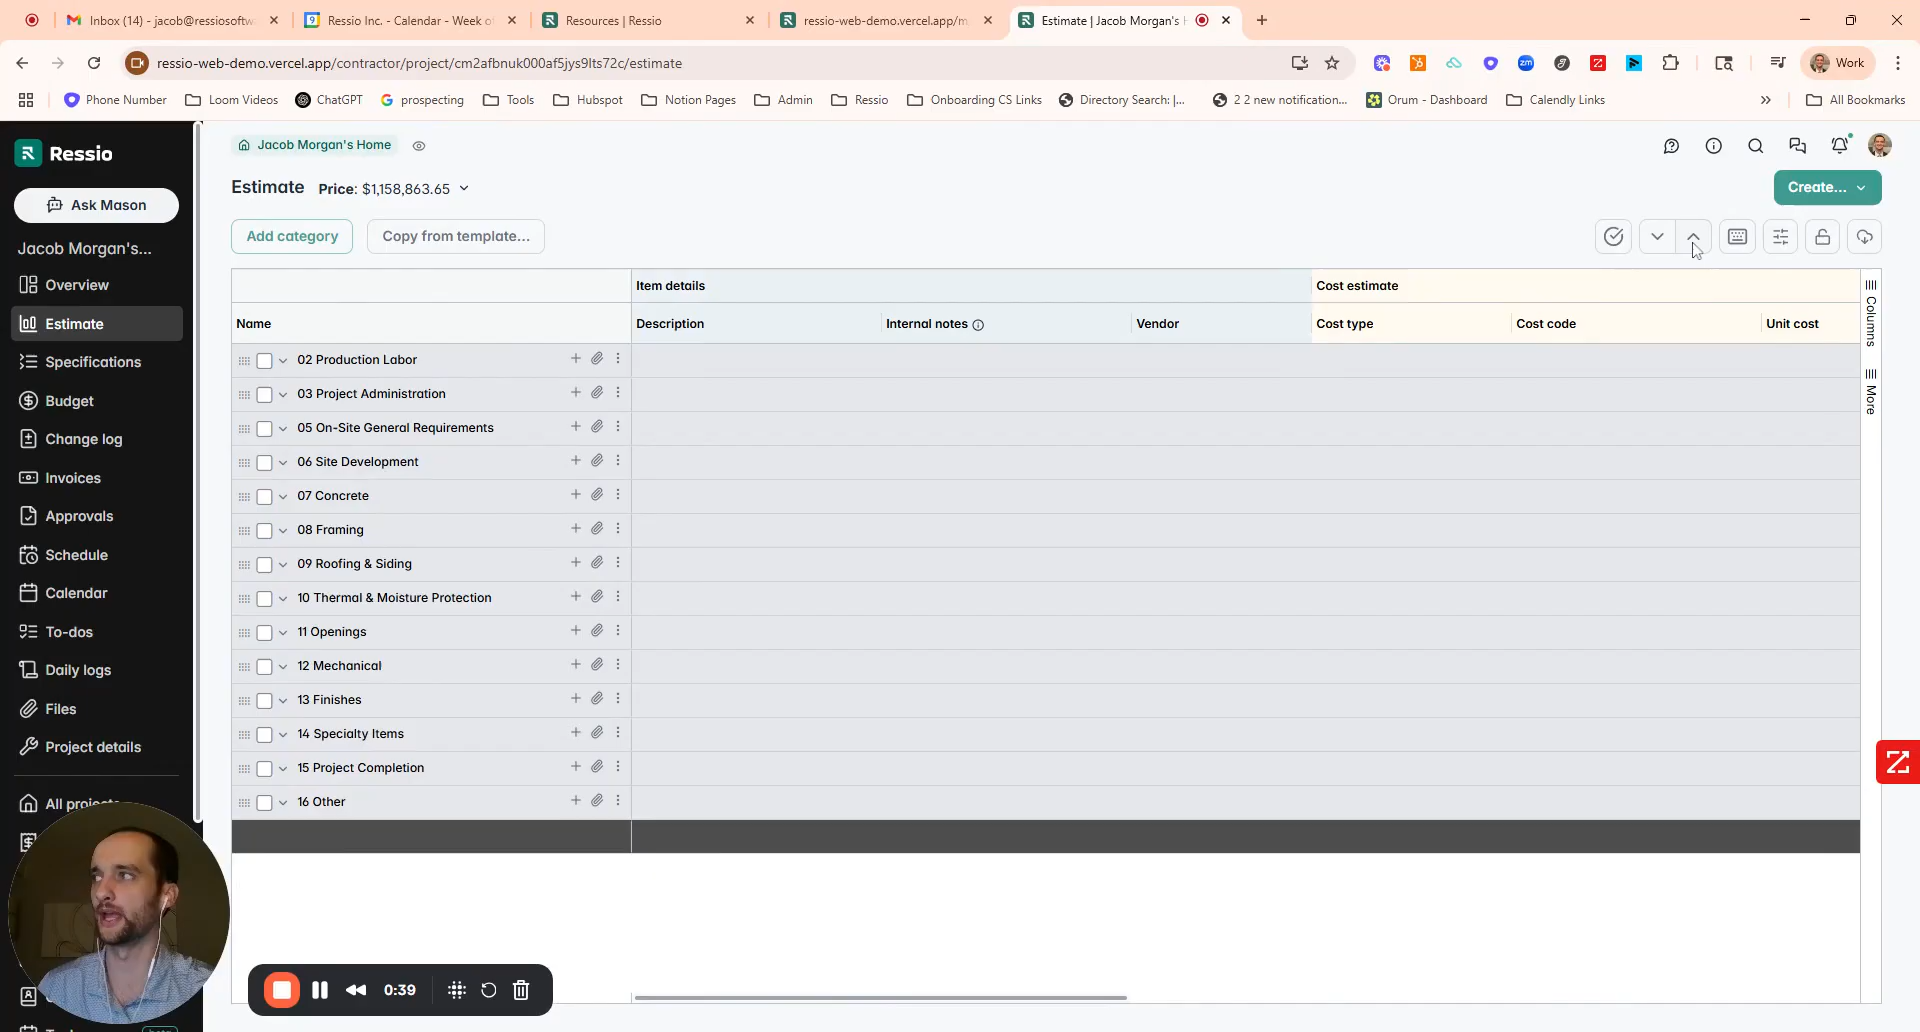 Inbox (14) - jacob@ressiosoftw
Ressio Inc. - Calendar - Week o
Resources | Ressio
ressio-web-demo.vercel.app/m
Estimate | Jacob Morgan's
ressio-web-demo.vercel.app/contractor/project/cm2afbnuk000af5jys9lts72c/estimate
Work
Phone Number
Loom Videos
ChatGPT
prospecting
Tools
Hubspot
Notion Pages
Admin
Ressio
Onboarding CS Links
Directory Search: |...
2 2 new notification...
Orum - Dashboard
Calendly Links
All Bookmarks
Ressio
Ask Mason
Jacob Morgan's...
Overview
Estimate
Specifications
Budget
Change log
Invoices
Approvals
Schedule
Calendar
To-dos
Daily logs
Files
Project details
All projects
Jacob Morgan's Home
Estimate
Price: $1,158,863.65
Create...
Add category
Copy from template...
Item details
Cost estimate
Name
Description
Internal notes
Vendor
Cost type
Cost code
Unit cost
Columns
More
02 Production Labor
03 Project Administration
05 On-Site General Requirements
06 Site Development
07 Concrete
08 Framing
09 Roofing & Siding
10 Thermal & Moisture Protection
11 Openings
12 Mechanical
13 Finishes
14 Specialty Items
15 Project Completion
16 Other
0:39